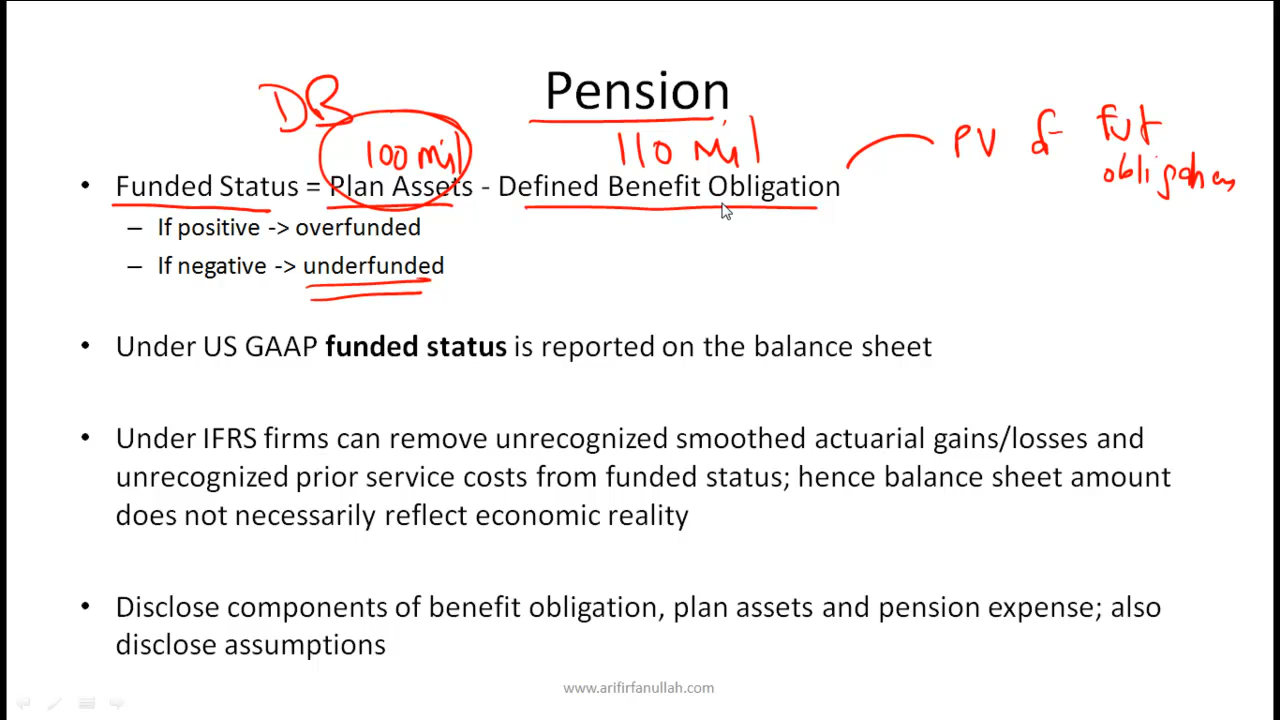 Pension
DB
100 mil
110 Mil
PV of fut
obligations
• Funded Status = Plan Assets - Defined Benefit Obligation
– If positive -> overfunded
– If negative -> underfunded
• Under US GAAP funded status is reported on the balance sheet
• Under IFRS firms can remove unrecognized smoothed actuarial gains/losses and
unrecognized prior service costs from funded status; hence balance sheet amount
does not necessarily reflect economic reality
• Disclose components of benefit obligation, plan assets and pension expense; also
disclose assumptions
www.arifirfanullah.com